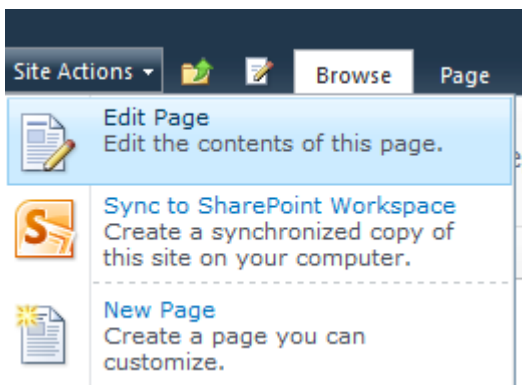 Site Actions Browse Page
Edit Page
Edit the contents of this page.
Sync to SharePoint Workspace
Create a synchronized copy of
this site on your computer.
New Page
Create a page you can
customize.